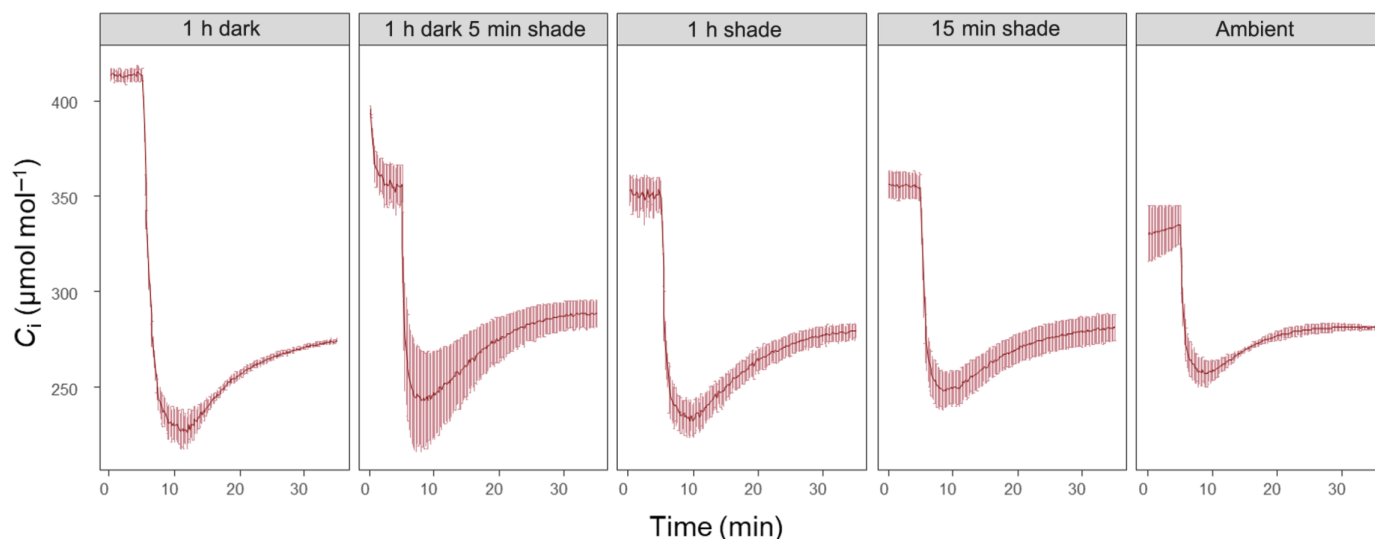 1 h dark
1 h dark 5 min shade
1 h shade
15 min shade
Ambient
400
350
300
250
Cᵢ (µmol mol⁻¹)
0 10 20 30
0 10 20 30
0 10 20 30
0 10 20 30
0 10 20 30
Time (min)